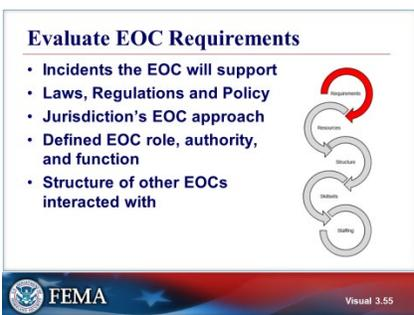 Evaluate EOC Requirements
• Incidents the EOC will support
• Laws, Regulations and Policy
• Jurisdiction's EOC approach
• Defined EOC role, authority,
and function
• Structure of other EOCs
interacted with
Requirements
Resources
Structure
Skillsets
Staffing
FEMA
Visual 3.55